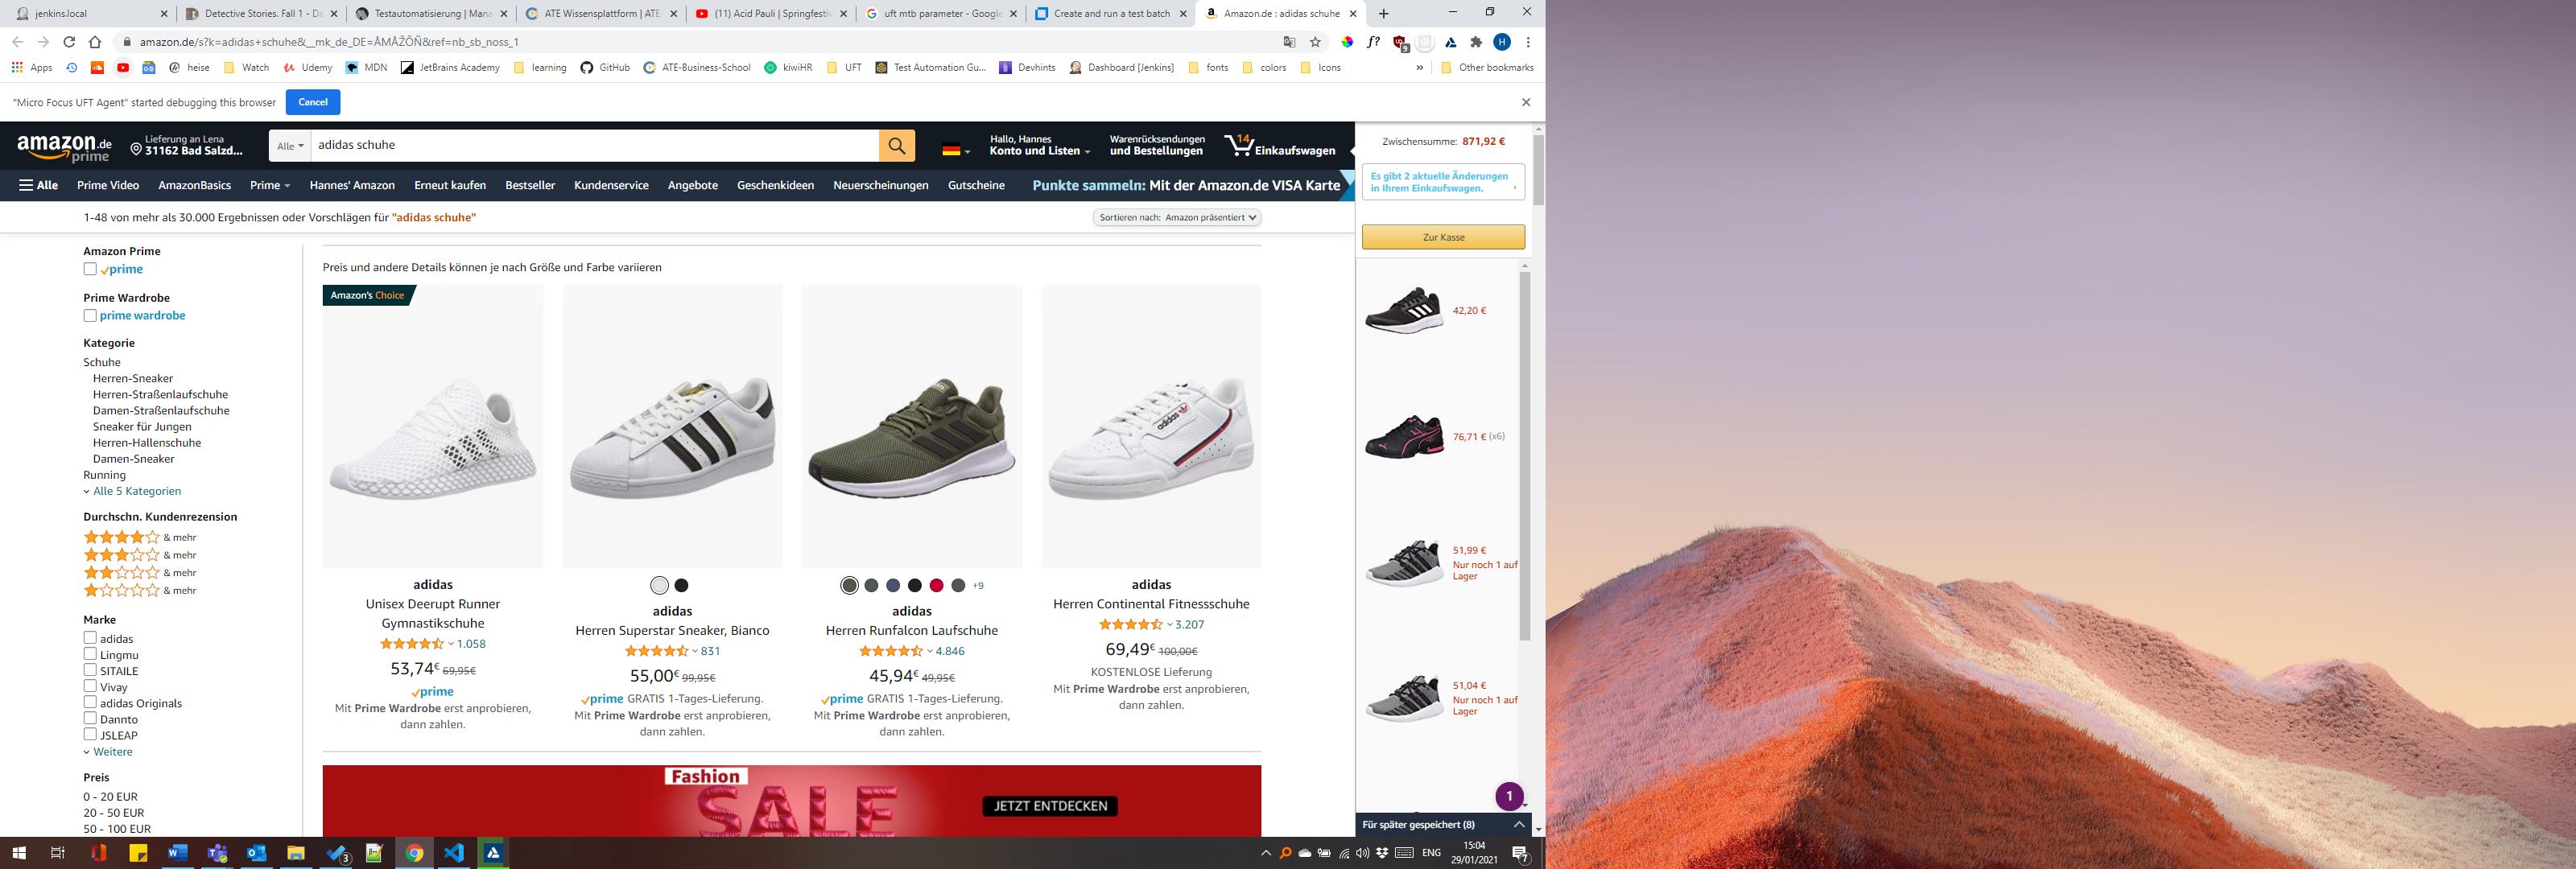 jenkins.local
Detective Stories. Fall 1 - Da
Testautomatisierung | Mana
ATE Wissensplattform | ATE-
(11) Acid Pauli | Springfestiv
uft mtb parameter - Google
Create and run a test batch
Amazon.de : adidas schuhe
amazon.de/s?k=adidas+schuhe&__mk_de_DE=ÅMÅŽÕÑ&ref=nb_sb_noss_1
Apps
heise
Watch
Udemy
MDN
JetBrains Academy
learning
GitHub
ATE-Business-School
kiwiHR
UFT
Test Automation Gu...
Devhints
Dashboard [Jenkins]
fonts
colors
Icons
Other bookmarks
"Micro Focus UFT Agent" started debugging this browser
Cancel
amazon.de
prime
Lieferung an Lena
31162 Bad Salzd...
Alle
adidas schuhe
Hallo, Hannes
Konto und Listen
Warenrücksendungen
und Bestellungen
14
Einkaufswagen
Alle
Prime Video
AmazonBasics
Prime
Hannes' Amazon
Erneut kaufen
Bestseller
Kundenservice
Angebote
Geschenkideen
Neuerscheinungen
Gutscheine
Punkte sammeln: Mit der Amazon.de VISA Karte
1-48 von mehr als 30.000 Ergebnissen oder Vorschlägen für "adidas schuhe"
Sortieren nach: Amazon präsentiert
Amazon Prime
prime
Prime Wardrobe
prime wardrobe
Kategorie
Schuhe
Herren-Sneaker
Herren-Straßenlaufschuhe
Damen-Straßenlaufschuhe
Sneaker für Jungen
Herren-Hallenschuhe
Damen-Sneaker
Running
Alle 5 Kategorien
Durchschn. Kundenrezension
& mehr
& mehr
& mehr
& mehr
Marke
adidas
Lingmu
SITAILE
Vivay
adidas Originals
Dannto
JSLEAP
Weitere
Preis
0 - 20 EUR
20 - 50 EUR
50 - 100 EUR
Preis und andere Details können je nach Größe und Farbe variieren
Amazon's Choice
adidas
Unisex Deerupt Runner
Gymnastikschuhe
1.058
53,74€ 69,95€
prime
Mit Prime Wardrobe erst anprobieren,
dann zahlen.
adidas
Herren Superstar Sneaker, Bianco
831
55,00€ 99,95€
prime GRATIS 1-Tages-Lieferung.
Mit Prime Wardrobe erst anprobieren,
dann zahlen.
+9
adidas
Herren Runfalcon Laufschuhe
4.846
45,94€ 49,95€
prime GRATIS 1-Tages-Lieferung.
Mit Prime Wardrobe erst anprobieren,
dann zahlen.
adidas
adidas
Herren Continental Fitnessschuhe
3.207
69,49€ 100,00€
KOSTENLOSE Lieferung
Mit Prime Wardrobe erst anprobieren,
dann zahlen.
Fashion
SALE
JETZT ENTDECKEN
Zwischensumme: 871,92 €
Es gibt 2 aktuelle Änderungen
in Ihrem Einkaufswagen.
Zur Kasse
42,20 €
76,71 € (x6)
51,99 €
Nur noch 1 auf
Lager
51,04 €
Nur noch 1 auf
Lager
1
Für später gespeichert (8)
3
ENG
15:04
29/01/2021
7